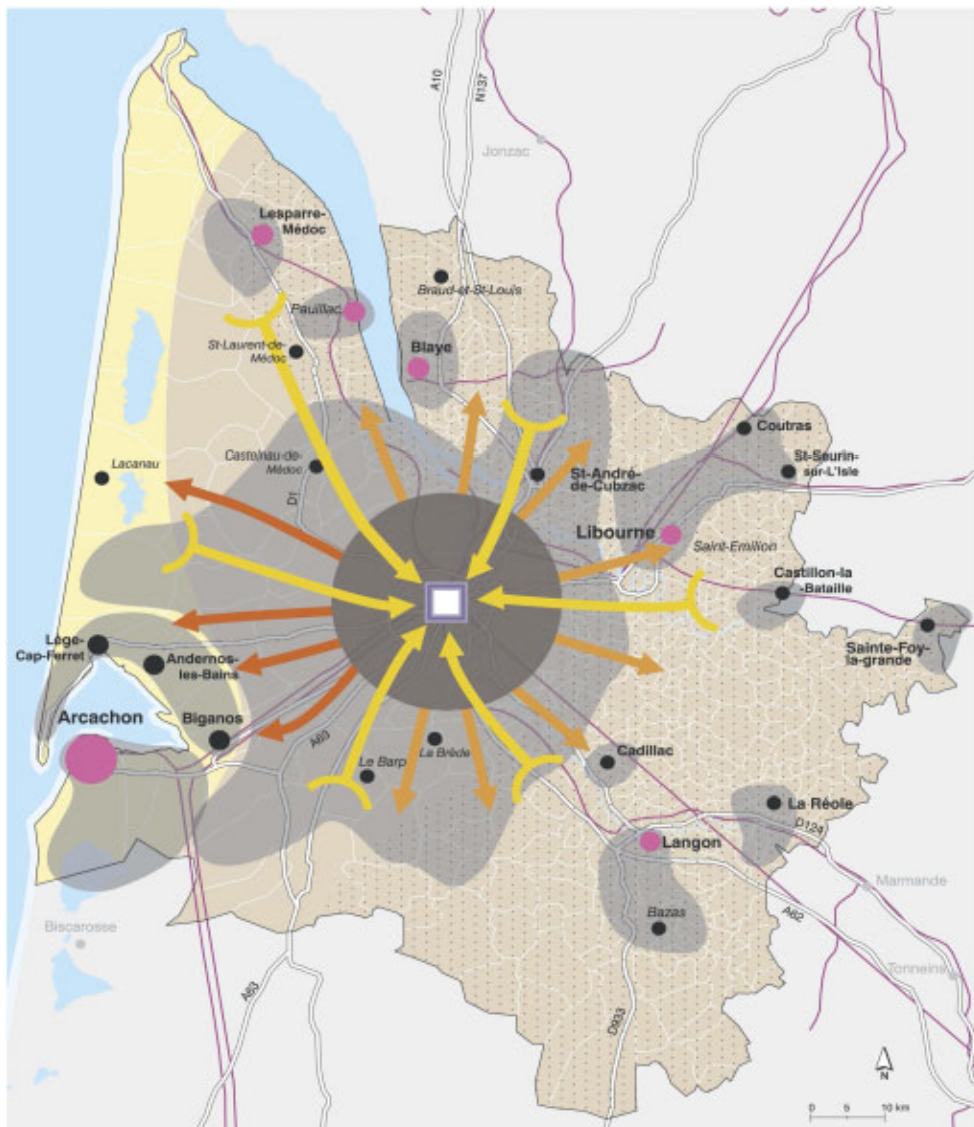 A10
N137
Jonzac
Lesparre-
Médoc
Braud-et-St-Louis
Pauillac
St-Laurent-de-
Médoc
Blaye
Coutras
Castelnau-de-
Médoc
St-Seurin-
sur-L'Isle
Lacanau
St-André-
de-Cubzac
D1
Libourne
Saint-Emilion
Castillon-la
-Bataille
Lège-
Cap-Ferret
Andernos-
les-Bains
Sainte-Foy-
la-grande
Arcachon
Biganos
A63
La Brède
Le Barp
Cadillac
La Réole
D124
Langon
Marmande
Bazas
A62
Biscarosse
Tonneins
A63
D933
N
0 5 10 km